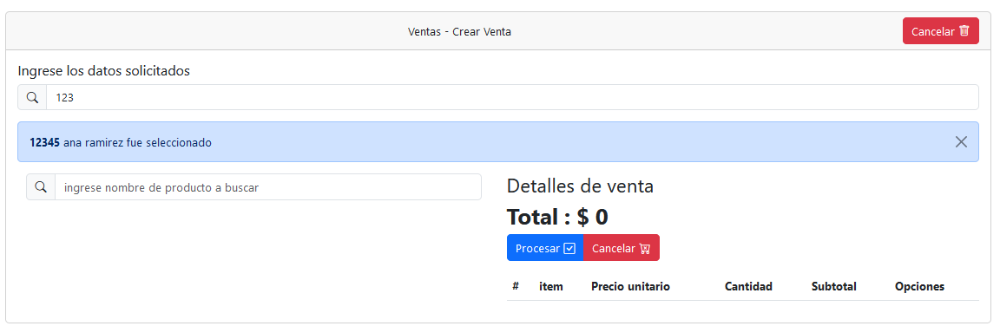 Ventas - Crear Venta
Cancelar
Ingrese los datos solicitados
123
12345 ana ramirez fue seleccionado
ingrese nombre de producto a buscar
Detalles de venta
Total : $ 0
Procesar Cancelar
# item Precio unitario Cantidad Subtotal Opciones